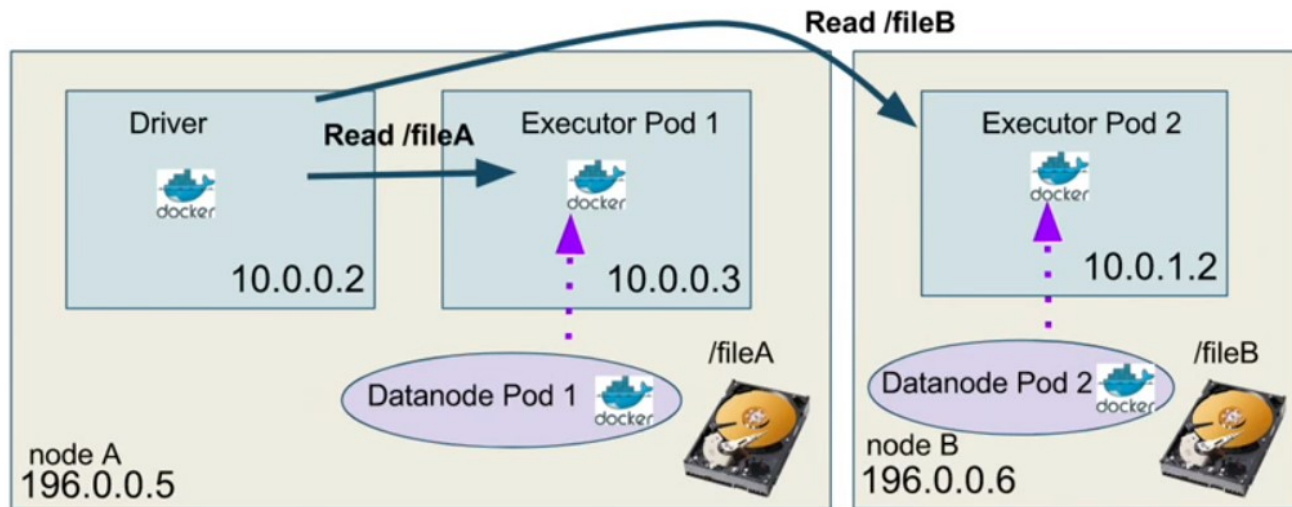 Read /fileB
Driver
docker
10.0.0.2
Read /fileA
Executor Pod 1
docker
10.0.0.3
Executor Pod 2
docker
10.0.1.2
Datanode Pod 1
docker
/fileA
node A
196.0.0.5
Datanode Pod 2
docker
/fileB
node B
196.0.0.6